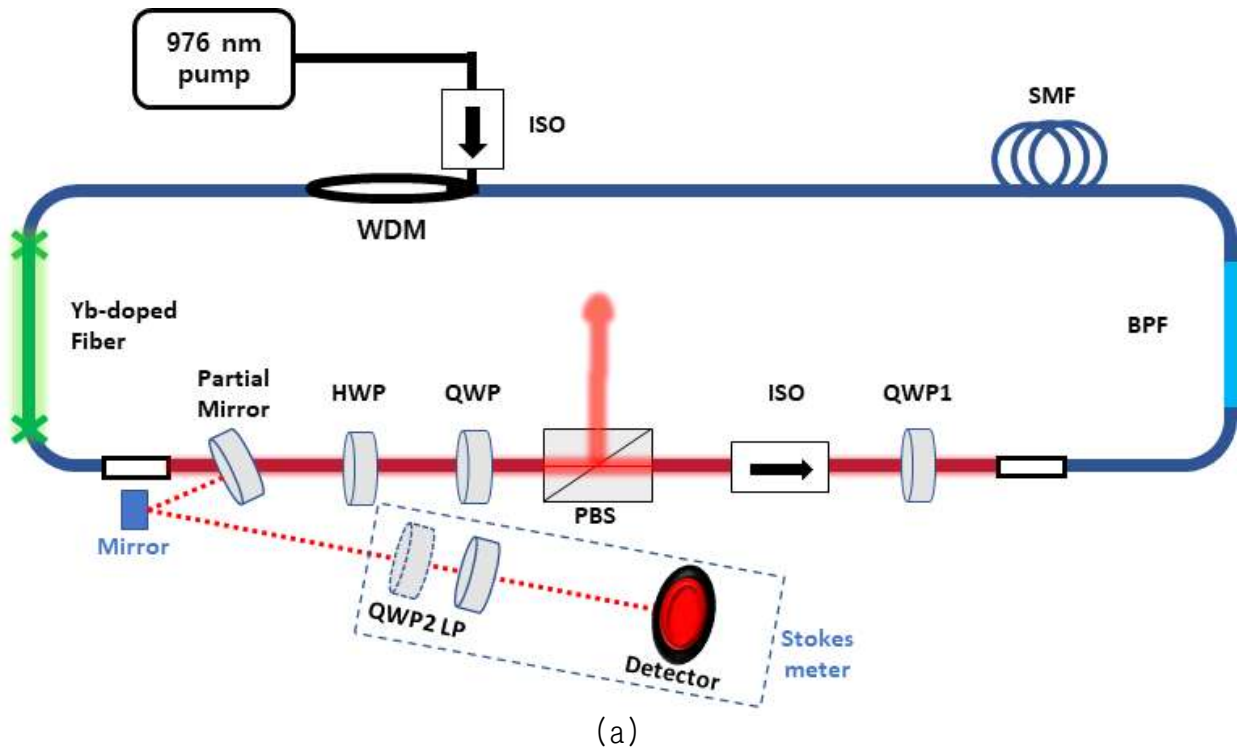 976 nm
pump
ISO
SMF
WDM
Yb-doped
Fiber
BPF
Partial
Mirror
HWP
QWP
ISO
QWP1
PBS
Mirror
QWP2 LP
Detector
Stokes
meter
(a)